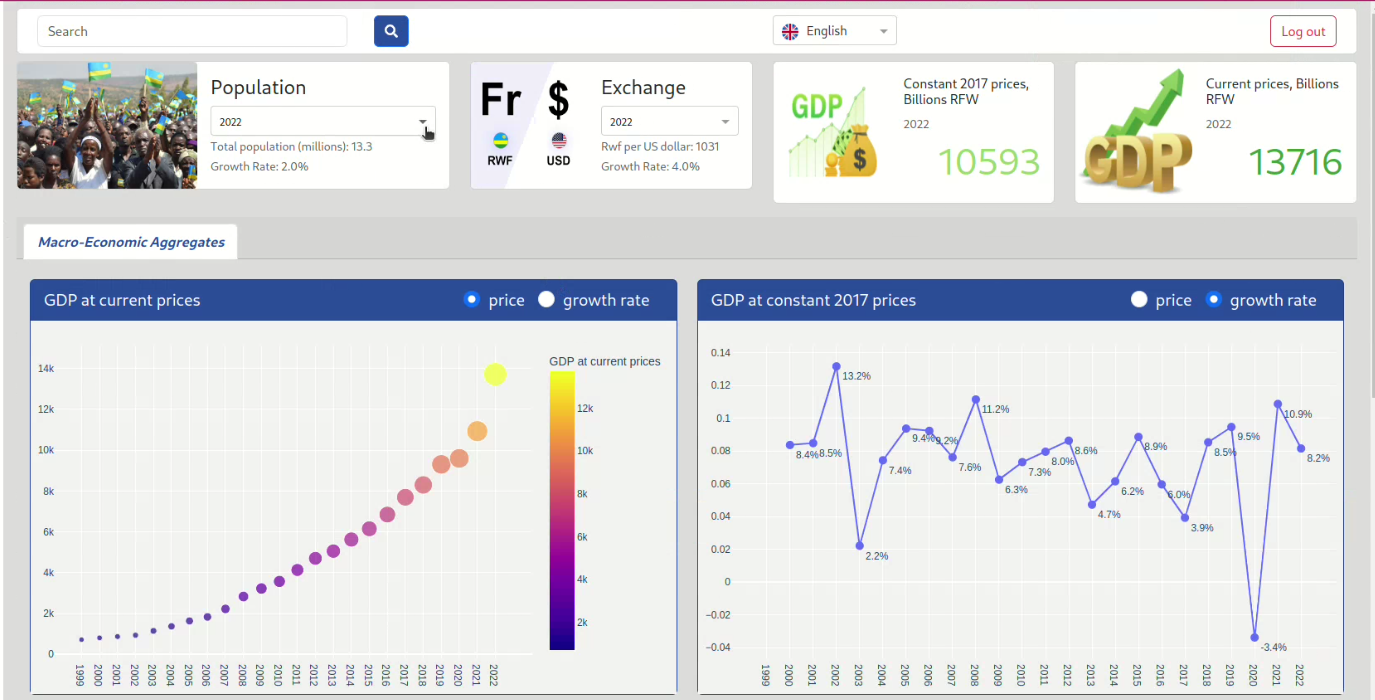 Search
English
Log out
Population
2022
Total population (millions): 13.3
Growth Rate: 2.0%
Fr $
RWF USD
Exchange
2022
Rwf per US dollar: 1031
Growth Rate: 4.0%
GDP
$
Constant 2017 prices,
Billions RFW
2022
10593
GDP
Current prices, Billions
RFW
2022
13716
Macro-Economic Aggregates
GDP at current prices
price growth rate
14k
12k
10k
8k
6k
4k
2k
0
1999 2000 2001 2002 2003 2004 2005 2006 2007 2008 2009 2010 2011 2012 2013 2014 2015 2016 2017 2018 2019 2020 2021 2022
GDP at current prices
12k
10k
8k
6k
4k
2k
GDP at constant 2017 prices
price growth rate
0.14
0.12
0.1
0.08
0.06
0.04
0.02
0
−0.02
−0.04
8.4% 8.5% 13.2% 2.2% 7.4% 9.4% 9.2% 7.6% 11.2% 6.3% 7.3% 8.0% 8.6% 4.7% 6.2% 8.9% 6.0% 3.9% 8.5% 9.5% -3.4% 10.9% 8.2%
1999 2000 2001 2002 2003 2004 2005 2006 2007 2008 2009 2010 2011 2012 2013 2014 2015 2016 2017 2018 2019 2020 2021 2022